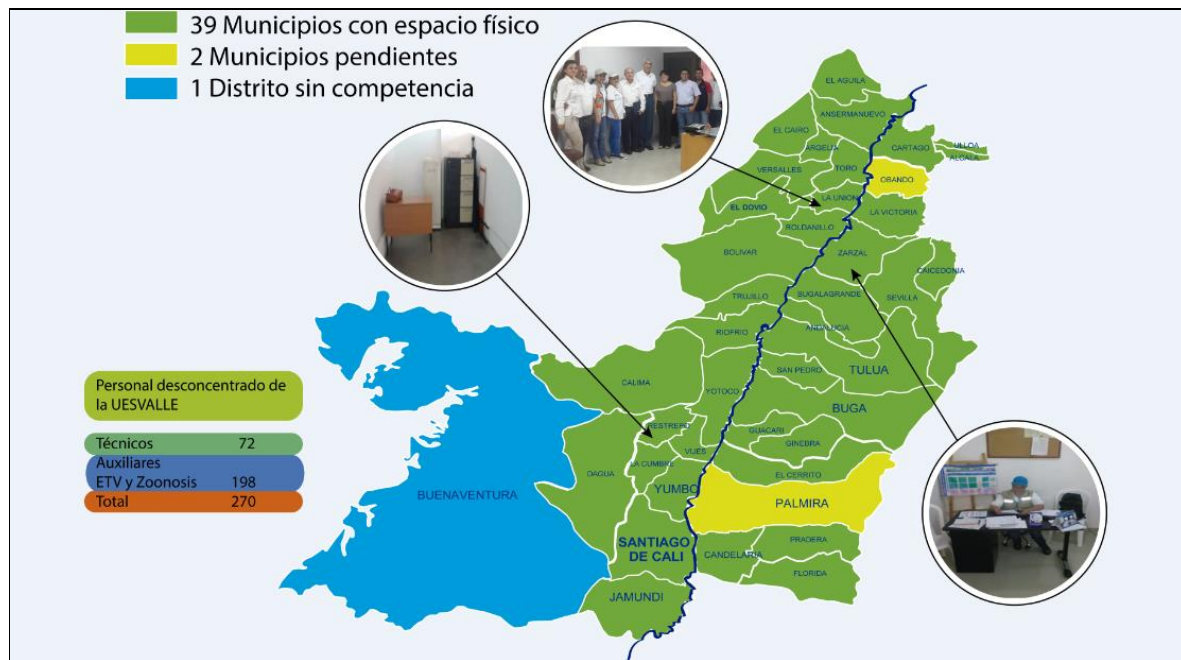 39 Municipios con espacio físico
2 Municipios pendientes
1 Distrito sin competencia
EL AGUILA
ANSERMANUEVO
EL CAIRO
ARGELIA
CARTAGO
ULLOA
ALCALA
VERSALLES
TORO
OBANDO
LA UNION
EL DOVIO
LA VICTORIA
ROLDANILLO
BOLIVAR
ZARZAL
CAICEDONIA
TRUJILLO
BUGALAGRANDE
SEVILLA
RIOFRIO
ANDALUCIA
SAN PEDRO
TULUA
CALIMA
YOTOCO
BUGA
RESTREPO
GUACARI
GINEBRA
VIJES
LA CUMBRE
DAGUA
EL CERRITO
YUMBO
BUENAVENTURA
PALMIRA
SANTIAGO
DE CALI
CANDELARIA
PRADERA
FLORIDA
JAMUNDI
Personal desconcentrado de
la UESVALLE
Técnicos 72
Auxiliares
ETV y Zoonosis 198
Total 270